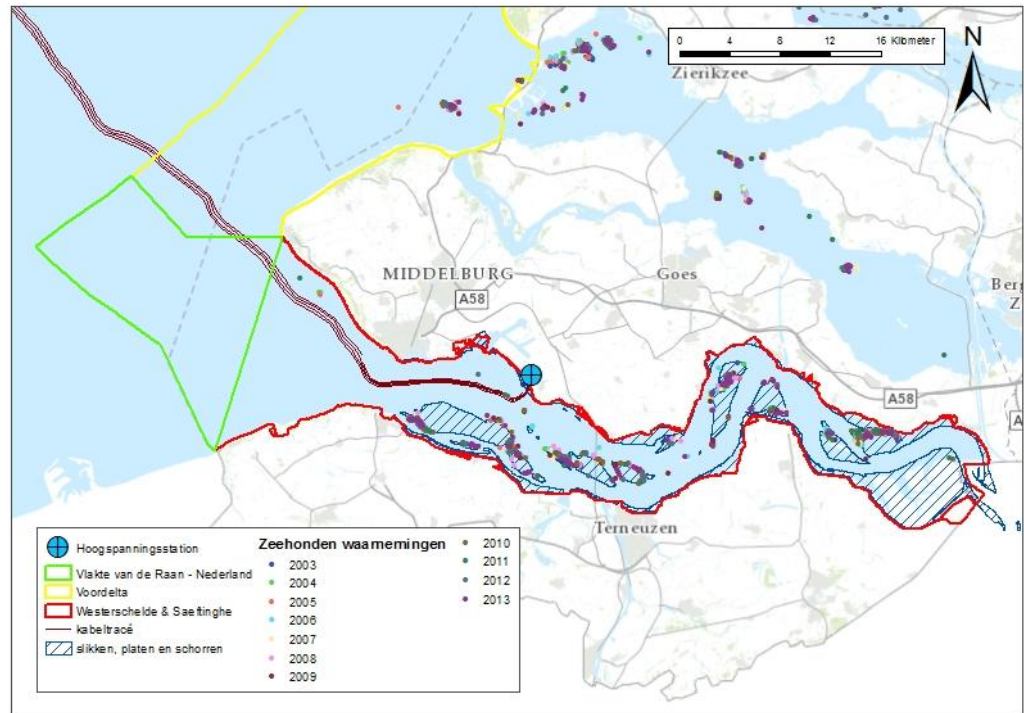 0 4 8 12 16 Kilometer
N
Zierikzee
MIDDELBURG
A58
Goes
Berg
Z
A58
A
Terneuzen
Hoogspanningsstation
Vlakte van de Raan - Nederland
Voordelta
Westerschelde & Saeftinghe
kabeltracé
slikken, platen en schorren
Zeehonden waarnemingen
2003
2004
2005
2006
2007
2008
2009
2010
2011
2012
2013